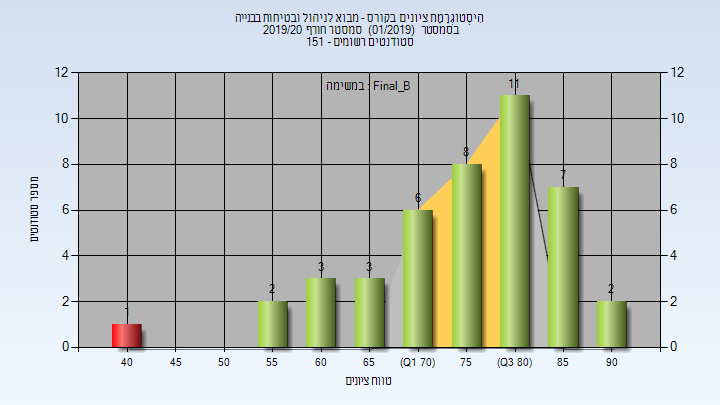 היסטוגרמת ציונים בקורס - מבוא לניהול ובטיחות בבנייה
בסמסטר (01/2019) סמסטר חורף 2019/20
סטודנטים רשומים - 151
במשימה : Final_B
מספר סטודנטים
12 12
10 10
8 8
6 6
4 4
2 2
0 0
1 2 3 3 6 8 11 7 2
40 45 50 55 60 65 (Q1 70) 75 (Q3 80) 85 90
טווח ציונים